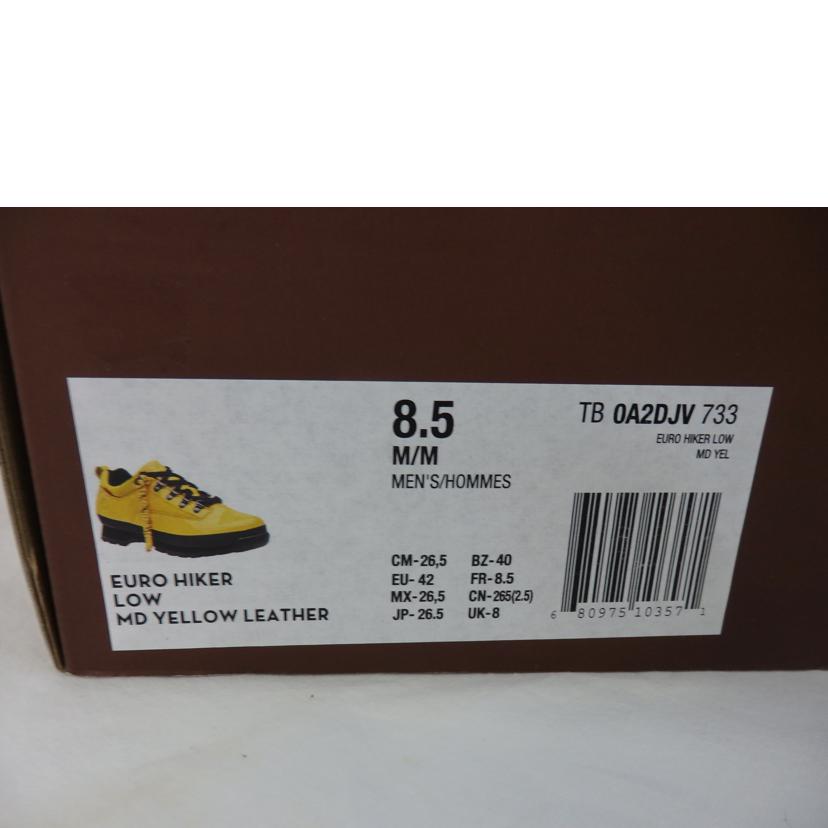 8.5
M/M
MEN'S/HOMMES
TB 0A2DJV 733
EURO HIKER LOW
MD YEL
EURO HIKER
LOW
MD YELLOW LEATHER
CM-26,5 BZ-40
EU- 42 FR-8.5
MX-26,5 CN-265(2.5)
JP-26.5 UK-8
6 80975 10357 1